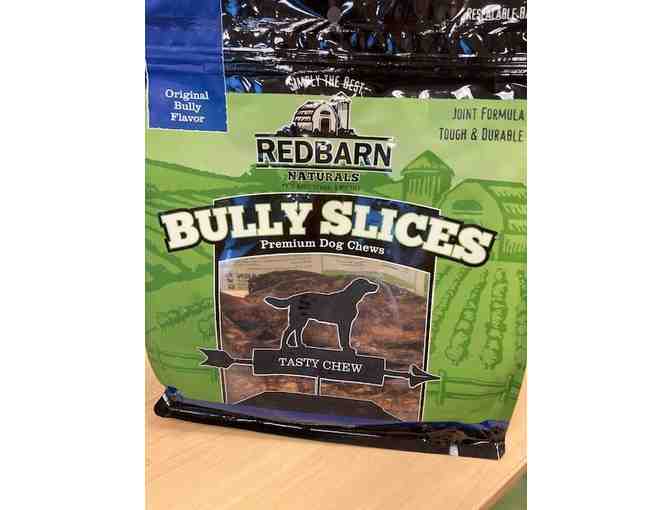 RESEALABLE BA
SIMPLY THE BEST
Original
Bully
Flavor
JOINT FORMULA
TOUGH & DURABLE
REDBARN
NATURALS
BULLY SLICES
Premium Dog Chews
TASTY CHEW